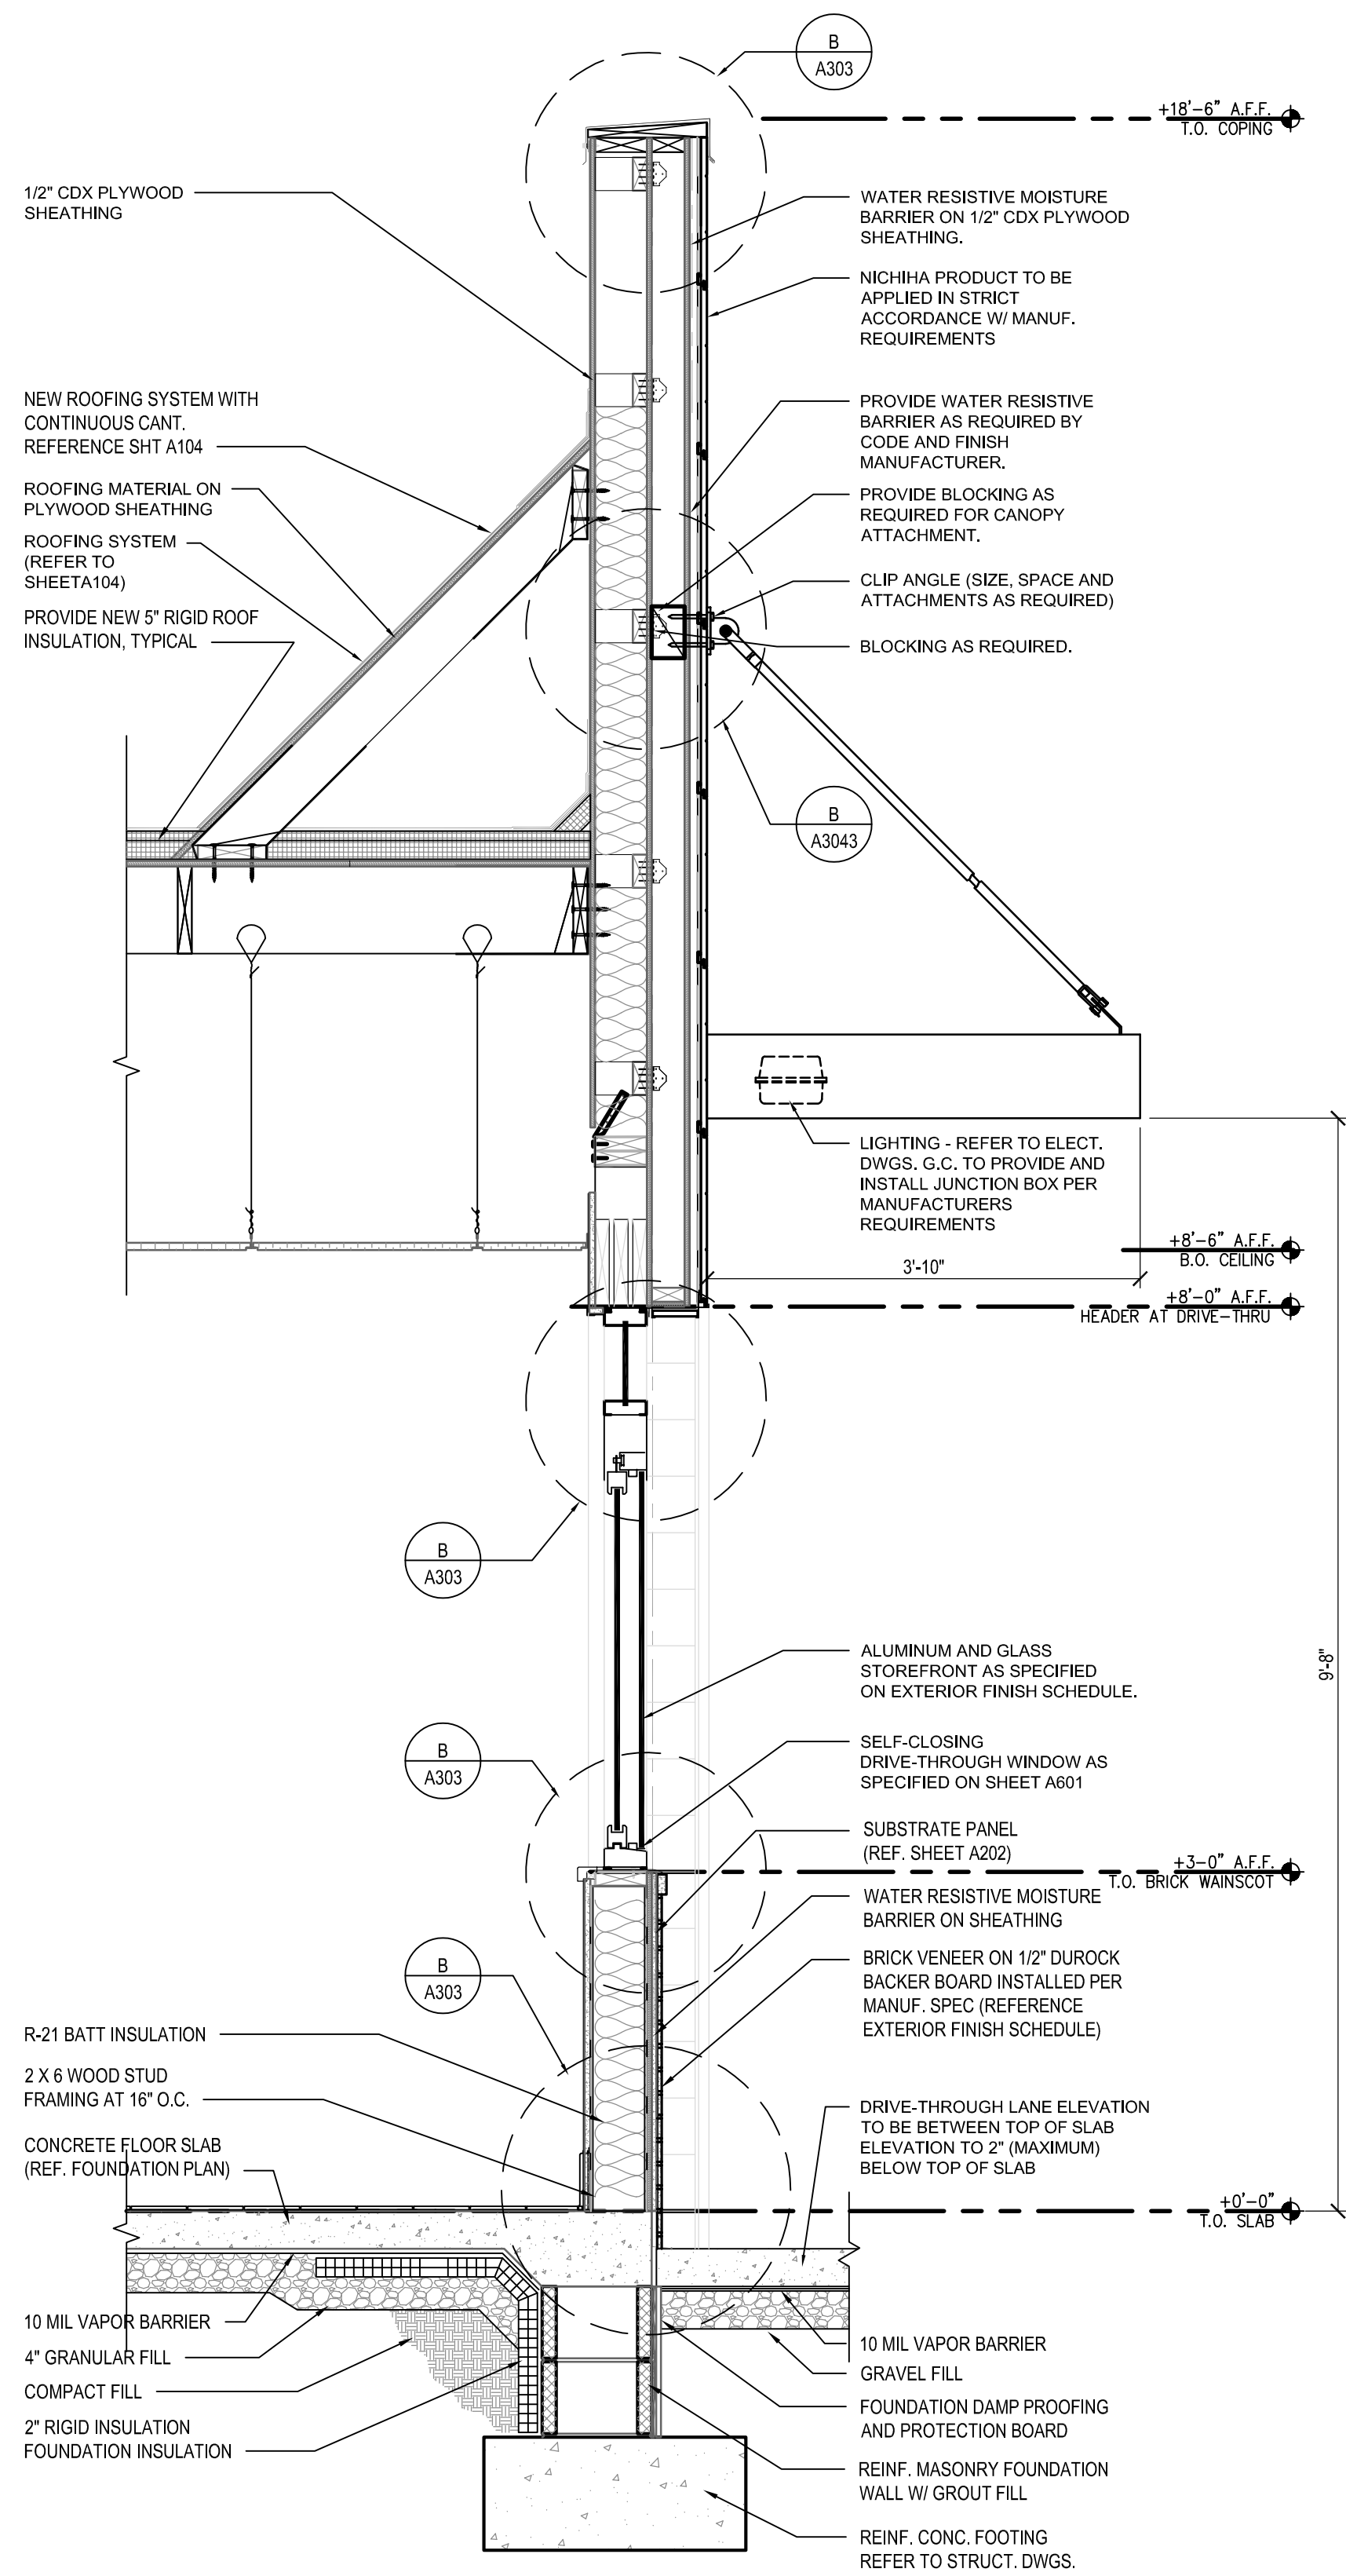 B
A303
+18'-6" A.F.F.
T.O. COPING
1/2" CDX PLYWOOD
SHEATHING
WATER RESISTIVE MOISTURE
BARRIER ON 1/2" CDX PLYWOOD
SHEATHING.
NICHIHA PRODUCT TO BE
APPLIED IN STRICT
ACCORDANCE W/ MANUF.
REQUIREMENTS
NEW ROOFING SYSTEM WITH
CONTINUOUS CANT.
REFERENCE SHT A104
PROVIDE WATER RESISTIVE
BARRIER AS REQUIRED BY
CODE AND FINISH
MANUFACTURER.
ROOFING MATERIAL ON
PLYWOOD SHEATHING
PROVIDE BLOCKING AS
REQUIRED FOR CANOPY
ATTACHMENT.
ROOFING SYSTEM
(REFER TO
SHEETA104)
CLIP ANGLE (SIZE, SPACE AND
ATTACHMENTS AS REQUIRED)
PROVIDE NEW 5" RIGID ROOF
INSULATION, TYPICAL
BLOCKING AS REQUIRED.
B
A3043
LIGHTING - REFER TO ELECT.
DWGS. G.C. TO PROVIDE AND
INSTALL JUNCTION BOX PER
MANUFACTURERS
REQUIREMENTS
+8'-6" A.F.F.
B.O. CEILING
3'-10"
+8'-0" A.F.F.
HEADER AT DRIVE-THRU
B
A303
9'-8"
ALUMINUM AND GLASS
STOREFRONT AS SPECIFIED
ON EXTERIOR FINISH SCHEDULE.
B
A303
SELF-CLOSING
DRIVE-THROUGH WINDOW AS
SPECIFIED ON SHEET A601
SUBSTRATE PANEL
(REF. SHEET A202)
+3-0" A.F.F.
T.O. BRICK WAINSCOT
WATER RESISTIVE MOISTURE
BARRIER ON SHEATHING
B
A303
BRICK VENEER ON 1/2" DUROCK
BACKER BOARD INSTALLED PER
MANUF. SPEC (REFERENCE
EXTERIOR FINISH SCHEDULE)
R-21 BATT INSULATION
2 X 6 WOOD STUD
FRAMING AT 16" O.C.
DRIVE-THROUGH LANE ELEVATION
TO BE BETWEEN TOP OF SLAB
ELEVATION TO 2" (MAXIMUM)
BELOW TOP OF SLAB
CONCRETE FLOOR SLAB
(REF. FOUNDATION PLAN)
+0'-0"
T.O. SLAB
10 MIL VAPOR BARRIER
4" GRANULAR FILL
COMPACT FILL
2" RIGID INSULATION
FOUNDATION INSULATION
10 MIL VAPOR BARRIER
GRAVEL FILL
FOUNDATION DAMP PROOFING
AND PROTECTION BOARD
REINF. MASONRY FOUNDATION
WALL W/ GROUT FILL
REINF. CONC. FOOTING
REFER TO STRUCT. DWGS.